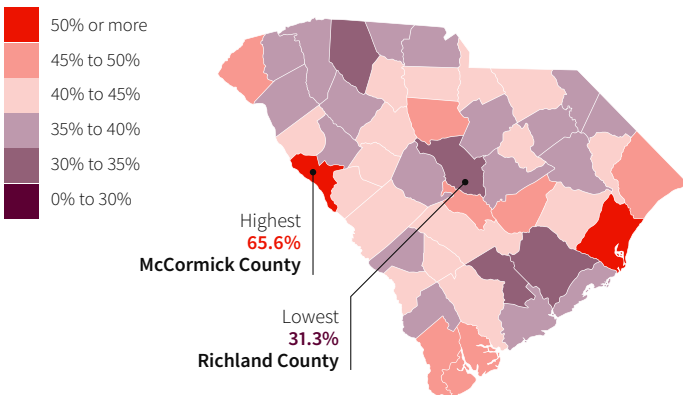 50% or more
45% to 50%
40% to 45%
35% to 40%
30% to 35%
0% to 30%
Highest
65.6%
McCormick County
Lowest
31.3%
Richland County